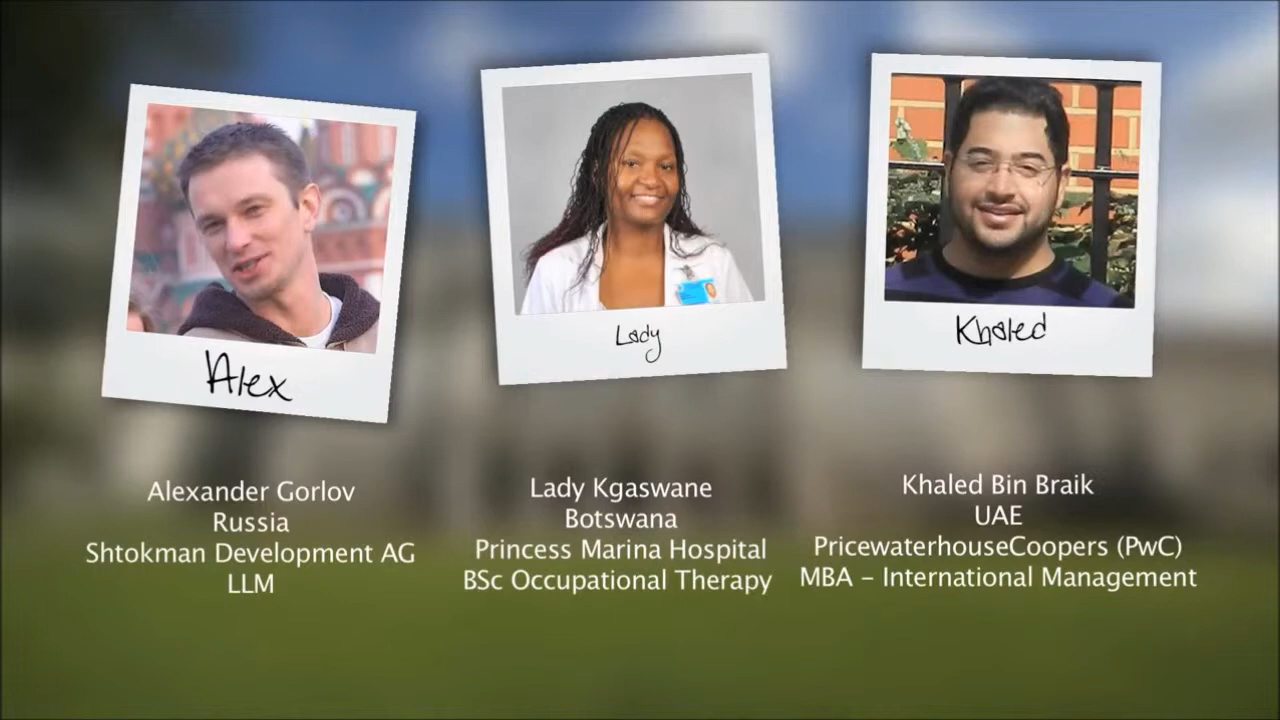 Alex
Lady
Khaled
Alexander Gorlov
Russia
Shtokman Development AG
LLM
Lady Kgaswane
Botswana
Princess Marina Hospital
BSc Occupational Therapy
Khaled Bin Braik
UAE
PricewaterhouseCoopers (PwC)
MBA - International Management